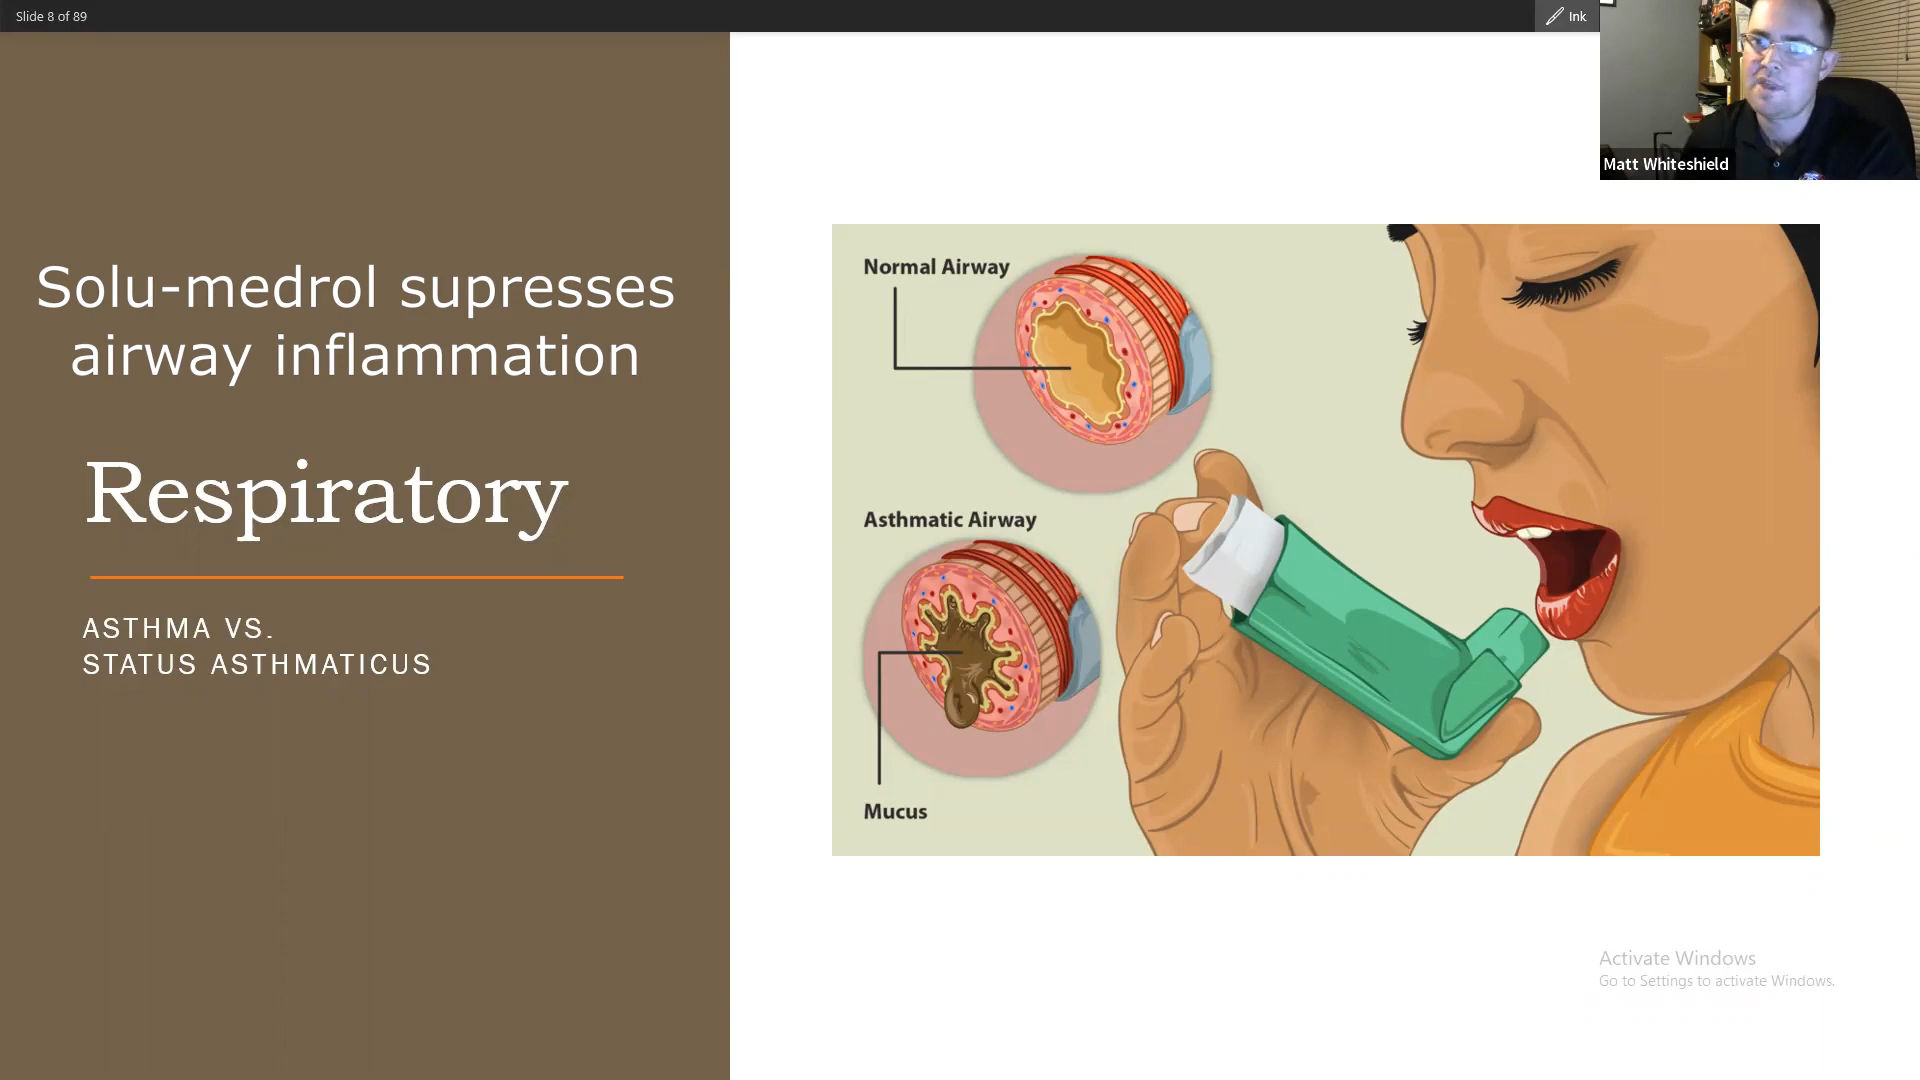 Slide 8 of 89
Ink
Matt Whiteshield
Solu-medrol supresses
airway inflammation
Respiratory
ASTHMA VS.
STATUS ASTHMATICUS
Normal Airway
Asthmatic Airway
Mucus
Activate Windows
Go to Settings to activate Windows.